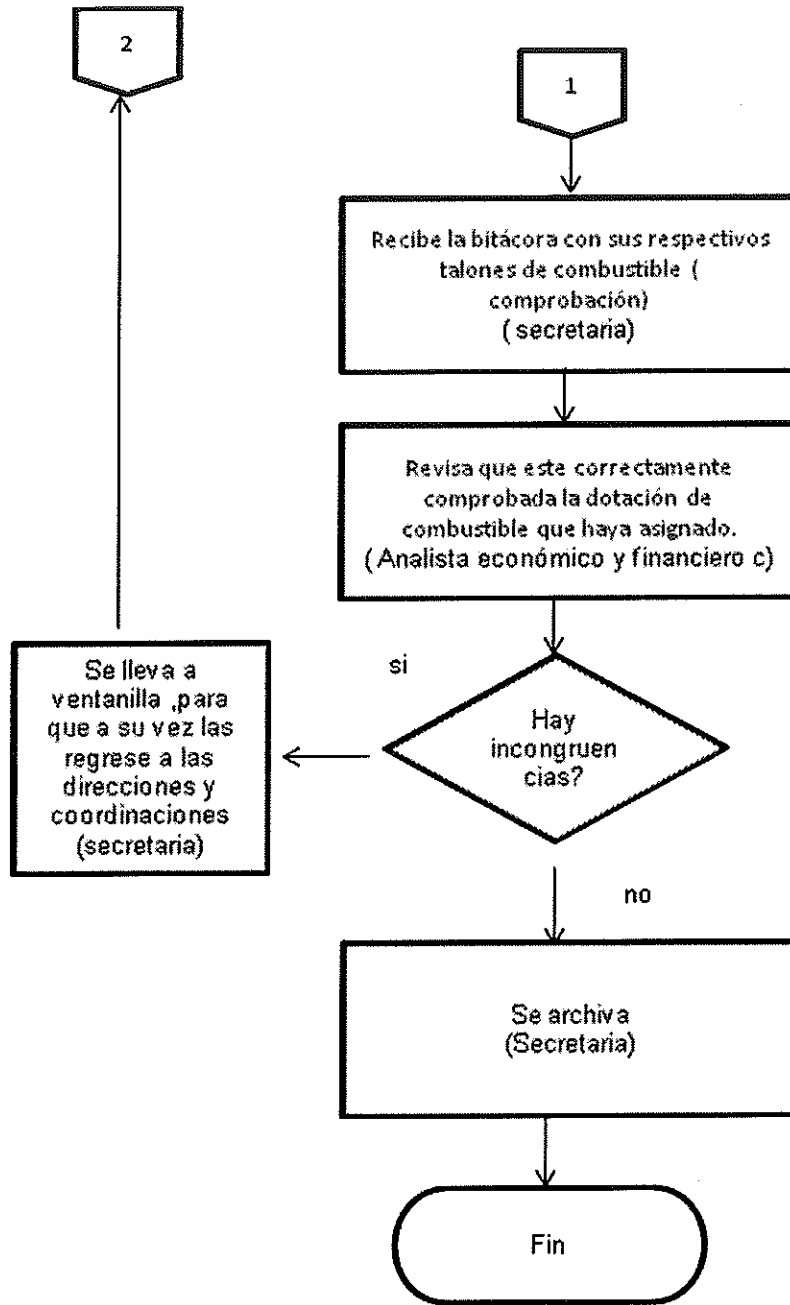 2
1
Recibe la bitácora con sus respectivos
talones de combustible (
comprobación)
( secretaria)
Revisa que este correctamente
comprobada la dotación de
combustible que haya asignado.
( Analista económico y financiero c)
si
Hay
incongruen
cias?
Se lleva a
ventanilla ,para
que a su vez las
regrese a las
direcciones y
coordinaciones
(secretaria)
no
Se archiva
(Secretaria)
Fin